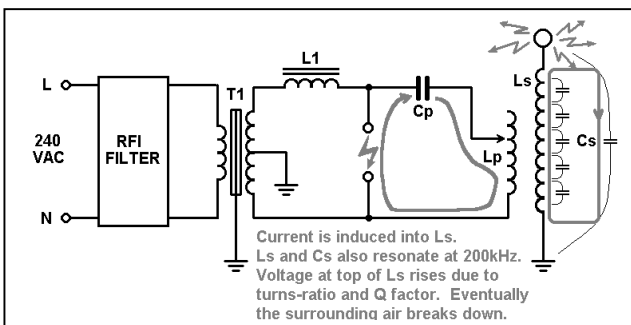 L1
L
T1
Ls
Cp
240
VAC
RFI
FILTER
Lp
Cs
N
Current is induced into Ls.
Ls and Cs also resonate at 200kHz.
Voltage at top of Ls rises due to
turns-ratio and Q factor. Eventually
the surrounding air breaks down.